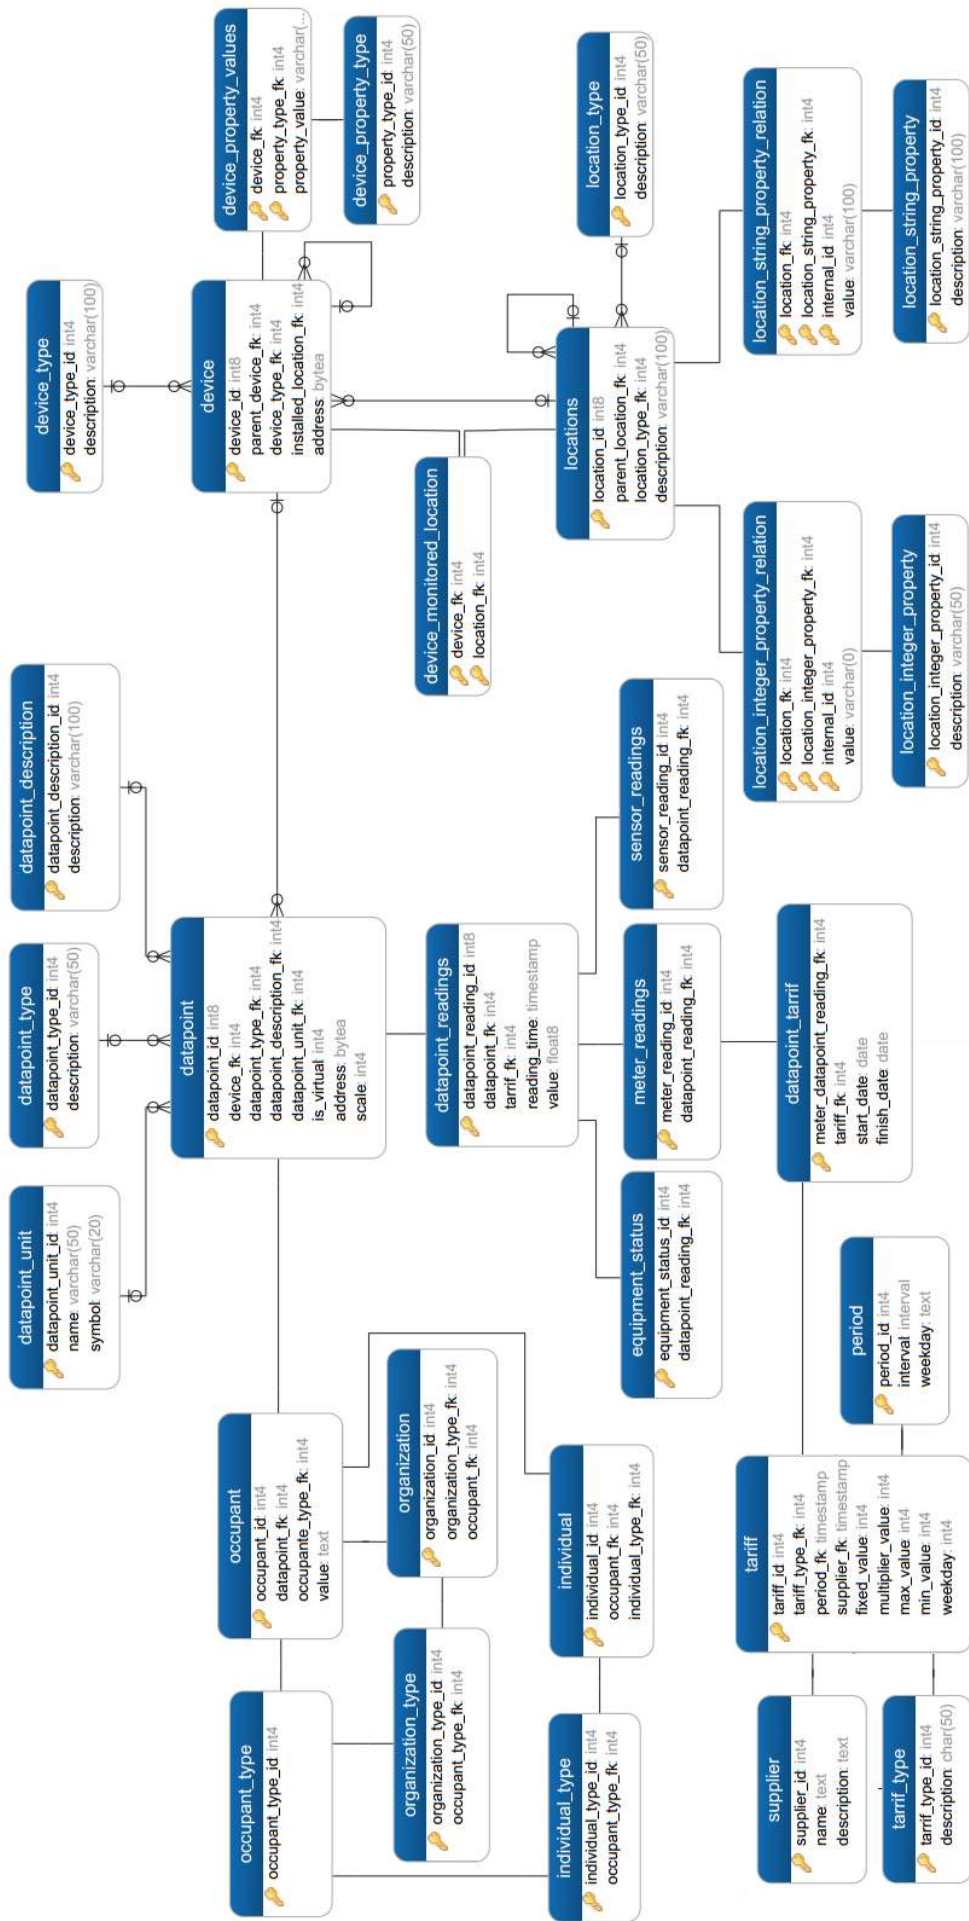 datapoint_unit
datapoint_unit_id: int4
name: varchar(50)
symbol: varchar(20)
datapoint_type
datapoint_type_id: int4
description: varchar(50)
datapoint_description
datapoint_description_id: int4
description: varchar(100)
device_type
device_type_id: int4
description: varchar(100)
device_property_values
device_fk: int4
property_type_fk: int4
property_value: varchar(...
device_property_type
property_type_id: int4
description: varchar(50)
occupant_type
occupant_type_id: int4
occupant
occupant_id: int4
datapoint_fk: int4
occupante_type_fk: int4
value: text
datapoint
datapoint_id: int8
device_fk: int4
datapoint_type_fk: int4
datapoint_description_fk: int4
datapoint_unit_fk: int4
is_virtual: int4
address: bytea
scale: int4
device
device_id: int8
parent_device_fk: int4
device_type_fk: int4
installed_location_fk: int4
address: bytea
organization_type
organization_type_id: int4
occupant_type_fk: int4
organization
organization_id: int4
organization_type_fk: int4
occupant_fk: int4
datapoint_readings
datapoint_reading_id: int8
datapoint_fk: int4
tarif_fk: int4
reading_time: timestamp
value: float8
device_monitored_location
device_fk: int4
location_fk: int4
individual_type
individual_type_id: int4
occupant_type_fk: int4
individual
individual_id: int4
occupant_fk: int4
individual_type_fk: int4
equipment_status
equipment_status_id: int4
datapoint_reading_fk: int4
meter_readings
meter_reading_id: int4
datapoint_reading_fk: int4
sensor_readings
sensor_reading_id: int4
datapoint_reading_fk: int4
locations
location_id: int8
parent_location_fk: int4
location_type_fk: int4
description: varchar(100)
location_type
location_type_id: int4
description: varchar(50)
supplier
supplier_id: int4
name: text
description: text
tarrif_type
tarrif_type_id: int4
description: char(50)
tariff
tariff_id: int4
tariff_type_fk: int4
period_fk: timestamp
supplier_fk: timestamp
fixed_value: int4
multiplier_value: int4
max_value: int4
min_value: int4
weekday: int4
period
period_id: int4
interval: interval
weekday: text
datapoint_tarrif
meter_datapoint_reading_fk: int4
tariff_fk: int4
start_date: date
finish_date: date
location_integer_property_relation
location_fk: int4
location_integer_property_fk: int4
internal_id: int4
value: varchar(0)
location_integer_property
location_integer_property_id: int4
description: varchar(50)
location_string_property_relation
location_fk: int4
location_string_property_fk: int4
internal_id: int4
value: varchar(100)
location_string_property
location_string_property_id: int4
description: varchar(100)